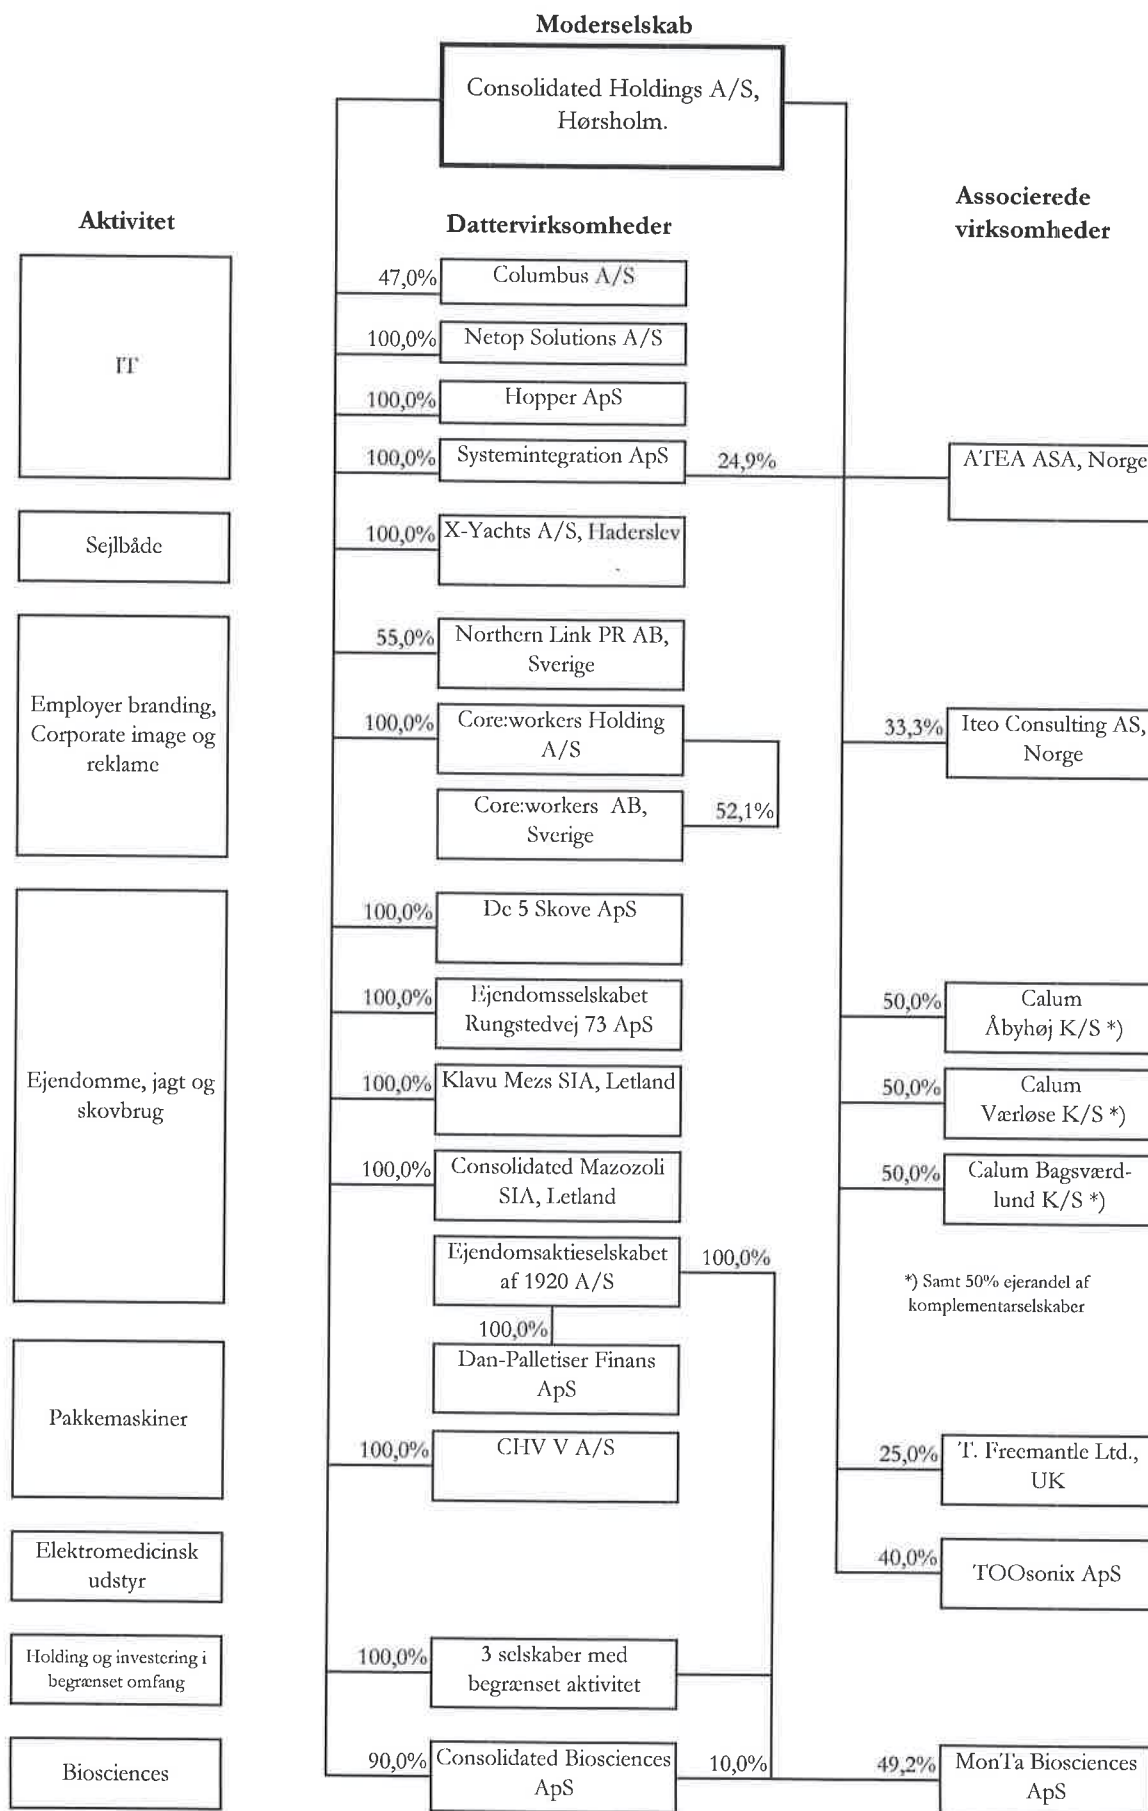 Moderselskab
Consolidated Holdings A/S,
Hørsholm.
Aktivitet
Dattervirksomheder
Associerede
virksomheder
IT
47,0%
Columbus A/S
100,0%
Netop Solutions A/S
100,0%
Hopper ApS
100,0%
Systemintegration ApS
24,9%
ATEA ASA, Norge
Sejlbåde
100,0%
X-Yachts A/S, Haderslev
Employer branding,
Corporate image og
reklame
55,0%
Northern Link PR AB,
Sverige
100,0%
Core:workers Holding
A/S
33,3%
Iteo Consulting AS,
Norge
Core:workers AB,
Sverige
52,1%
Ejendomme, jagt og
skovbrug
100,0%
De 5 Skove ApS
100,0%
Ejendomsselskabet
Rungstedvej 73 ApS
50,0%
Calum
Åbyhøj K/S *)
100,0%
Klavu Mezs SIA, Letland
50,0%
Calum
Værløse K/S *)
100,0%
Consolidated Mazozoli
SIA, Letland
50,0%
Calum Bagsværd-
lund K/S *)
Ejendomsaktieselskabet
af 1920 A/S
100,0%
*) Samt 50% ejerandel af
komplementarselskaber
100,0%
Dan-Palletiser Finans
ApS
Pakkemaskiner
100,0%
CHV V A/S
25,0%
T. Freemantle Ltd.,
UK
Elektromedicinsk
udstyr
40,0%
TOOsonix ApS
Holding og investering i
begrænset omfang
100,0%
3 selskaber med
begrænset aktivitet
Biosciences
90,0%
Consolidated Biosciences
ApS
10,0%
49,2%
MonTa Biosciences
ApS